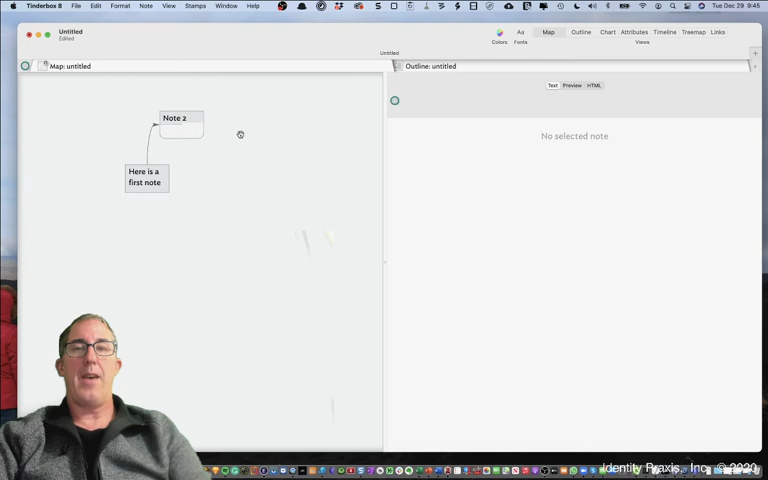 Tinderbox 8 File Edit Format Note View Stamps Window Help Tue Dec 29 9:45
Untitled
Edited
Colors
Aa
Fonts
Map Outline Chart Attributes Timeline Treemap Links
Views
Untitled
Map: untitled
Outline: untitled
Text Preview HTML
No selected note
Note 2
Here is a
first note
Identity Praxis, Inc. © 2020